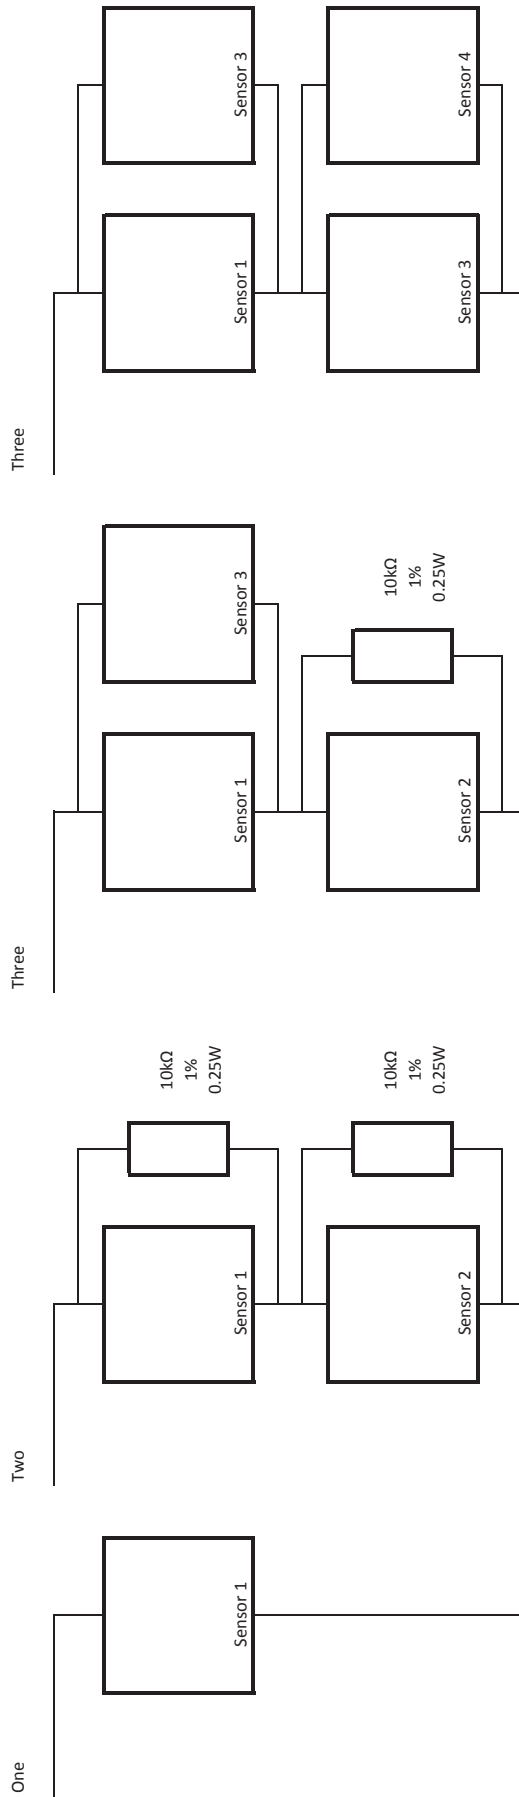 One
Sensor 1
Two
Sensor 1
10kΩ
1%
0.25W
Sensor 2
10kΩ
1%
0.25W
Three
Sensor 1
Sensor 3
Sensor 2
10kΩ
1%
0.25W
Three
Sensor 1
Sensor 3
Sensor 3
Sensor 4